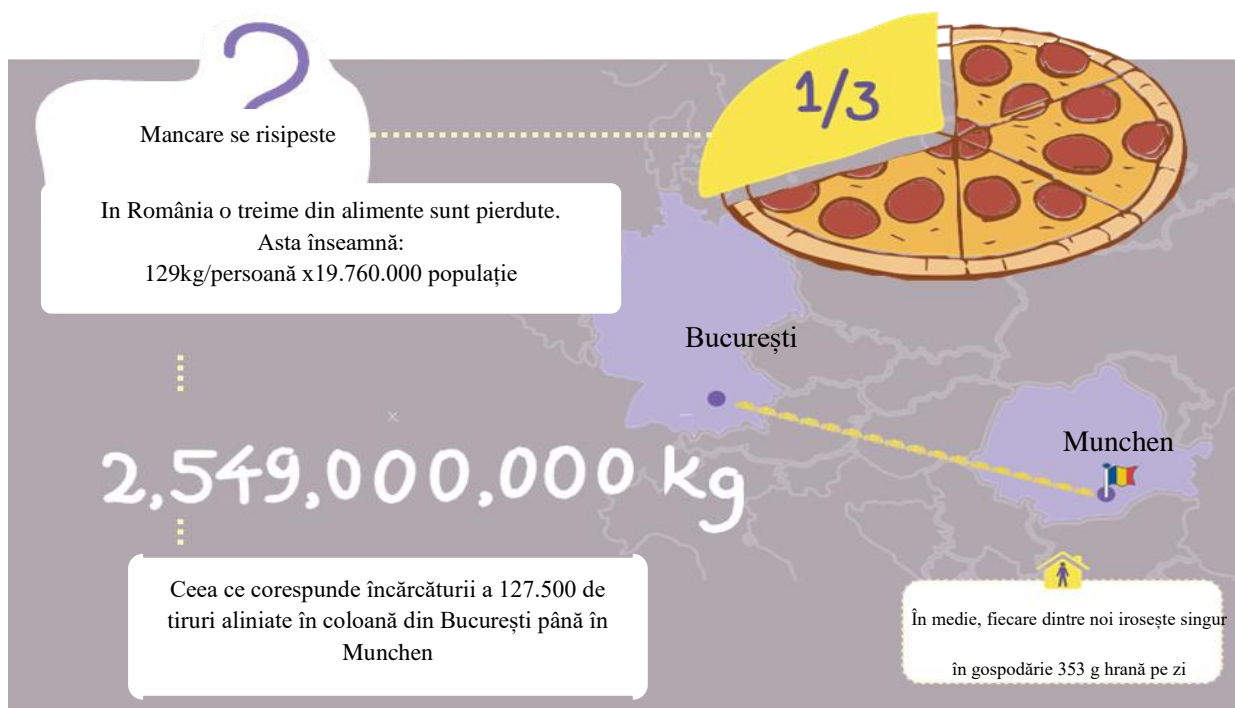 ?
Mancare se risipeste
1/3
In România o treime din alimente sunt pierdute.
Asta înseamnă:
129kg/persoană x19.760.000 populație
București
Munchen
2,549,000,000 kg
Ceea ce corespunde încărcăturii a 127.500 de
tiruri aliniate în coloană din București până în
Munchen
În medie, fiecare dintre noi irosește singur
în gospodărie 353 g hrană pe zi